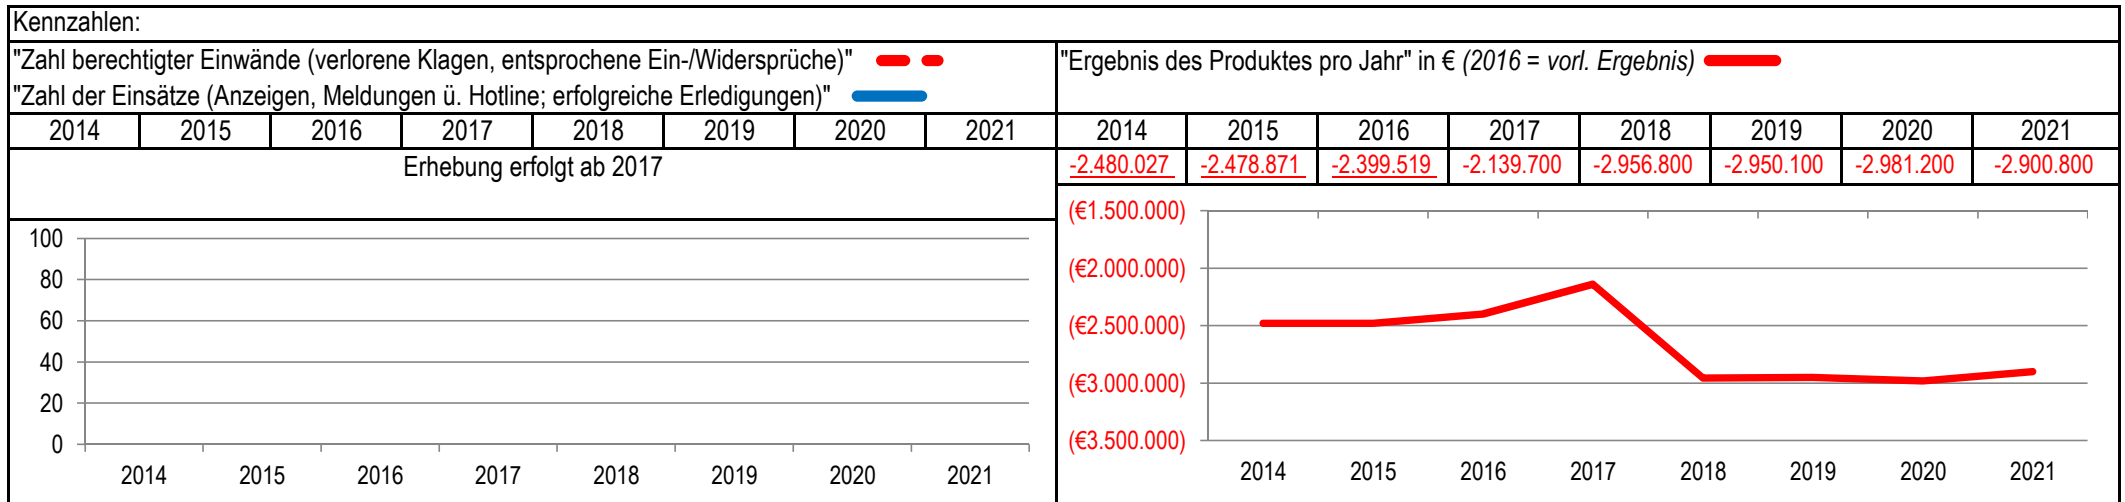 Kennzahlen:
"Zahl berechtigter Einwände (verlorene Klagen, entsprochene Ein-/Widersprüche)"
"Zahl der Einsätze (Anzeigen, Meldungen ü. Hotline; erfolgreiche Erledigungen)"
"Ergebnis des Produktes pro Jahr" in € (2016 = vorl. Ergebnis)
2014 2015 2016 2017 2018 2019 2020 2021
Erhebung erfolgt ab 2017
100
80
60
40
20
0
2014 2015 2016 2017 2018 2019 2020 2021
2014 2015 2016 2017 2018 2019 2020 2021
-2.480.027 -2.478.871 -2.399.519 -2.139.700 -2.956.800 -2.950.100 -2.981.200 -2.900.800
(€1.500.000)
(€2.000.000)
(€2.500.000)
(€3.000.000)
(€3.500.000)
2014 2015 2016 2017 2018 2019 2020 2021